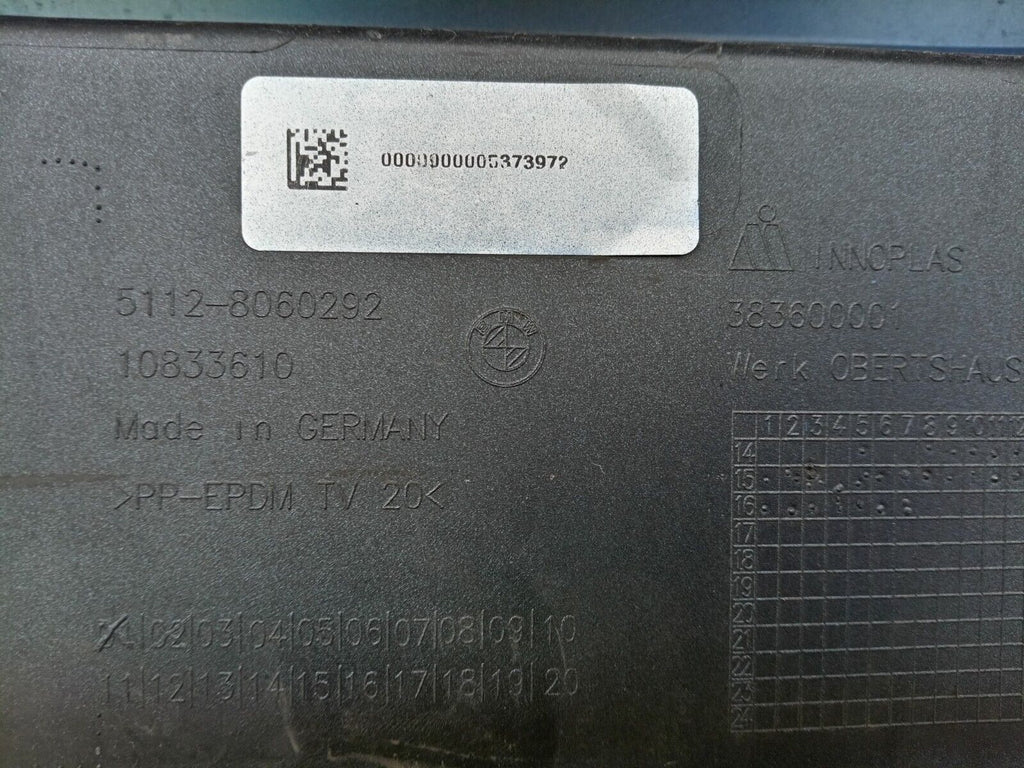 5112-8060292
10833610
Made in GERMANY
>PP-EPDM TV 20<
02 03 04 05 06 07 08 09 10
11 12 13 14 15 16 17 18 19 20
BMW
INNOPLAS
383600001
Werk OBERTSHAUS
1 2 3 4 5 6 7 8 9 10 11 12
14
15
16
17
18
19
20
21
22
23
24